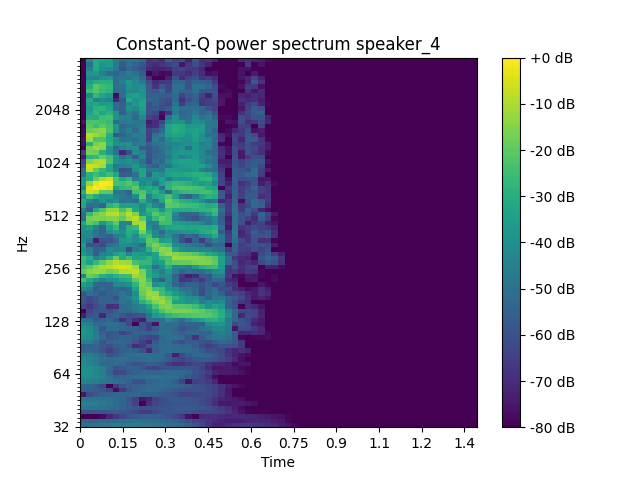 Constant-Q power spectrum speaker_4
Hz
2048
1024
512
256
128
64
32
0 0.15 0.3 0.45 0.6 0.75 0.9 1.1 1.2 1.4
Time
+0 dB
-10 dB
-20 dB
-30 dB
-40 dB
-50 dB
-60 dB
-70 dB
-80 dB